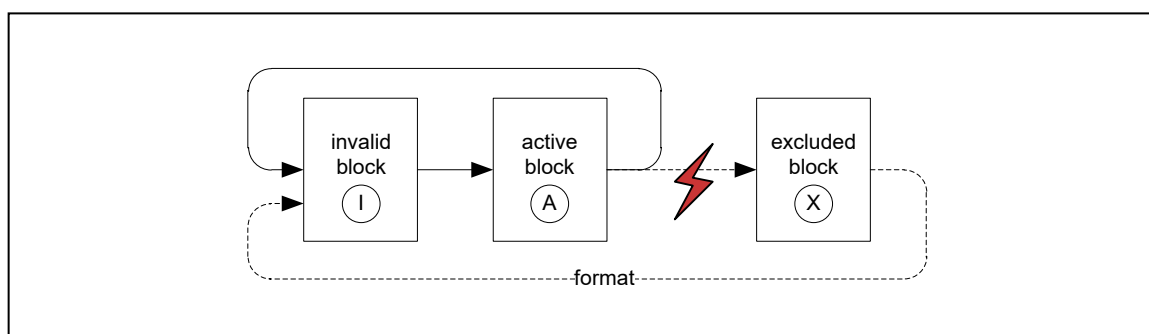 invalid
block
I
active
block
A
excluded
block
X
format